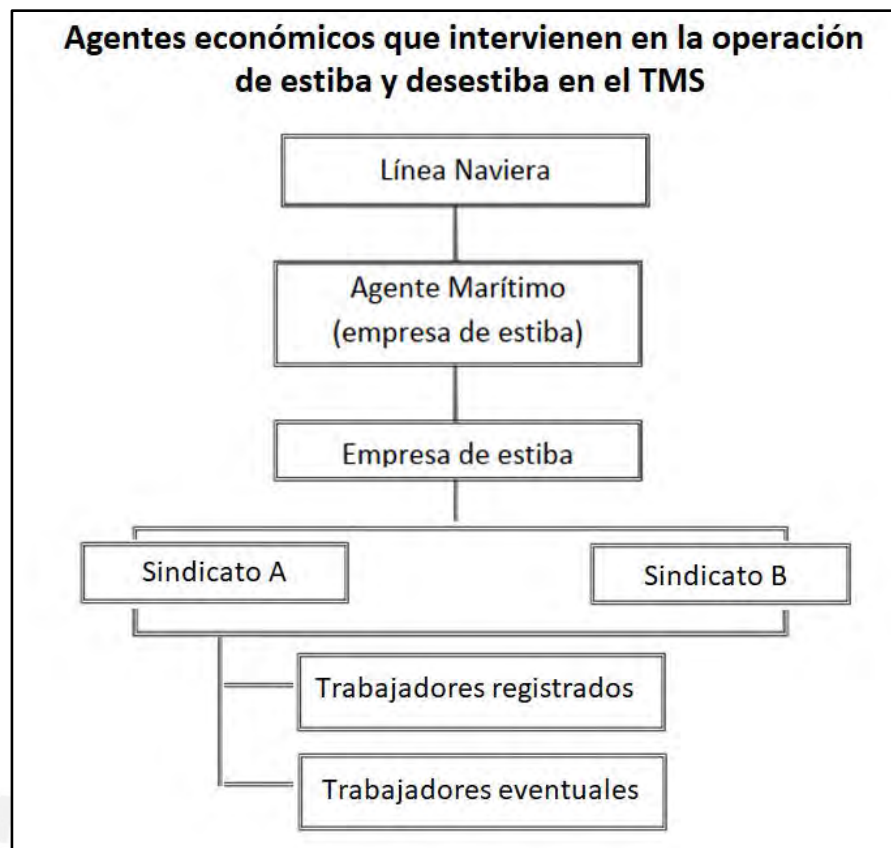 Agentes económicos que intervienen en la operación
de estiba y desestiba en el TMS
Línea Naviera
Agente Marítimo
(empresa de estiba)
Empresa de estiba
Sindicato A
Sindicato B
Trabajadores registrados
Trabajadores eventuales